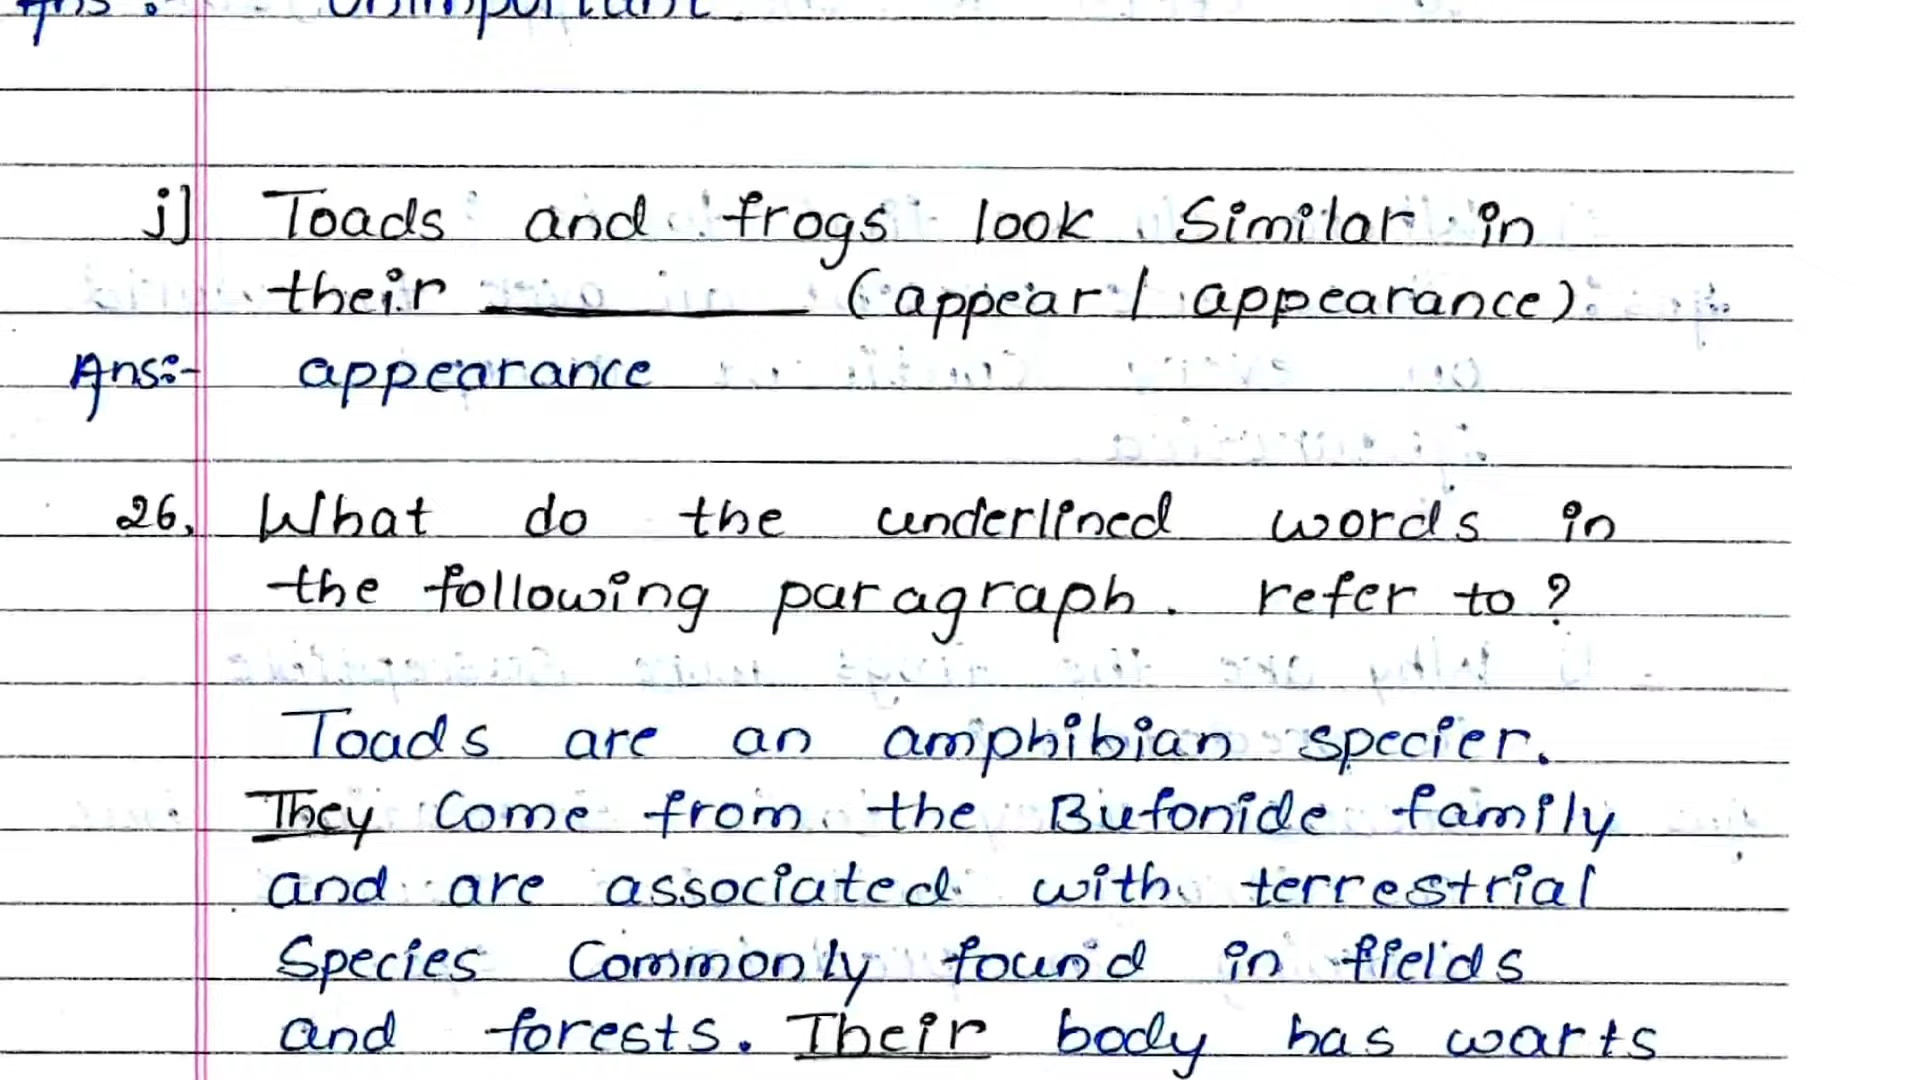 Ans: Unimportant.
j] Toads and frogs look Similar in
their ________ (appear / appearance)
Ans:- appearance
26, What do the underlined words in
the following paragraph. refer to?
Toads are an amphibian specier.
They Come from the Bufonide family
and are associated with terrestrial
Species Commonly found in fields
and forests. Their body has warts